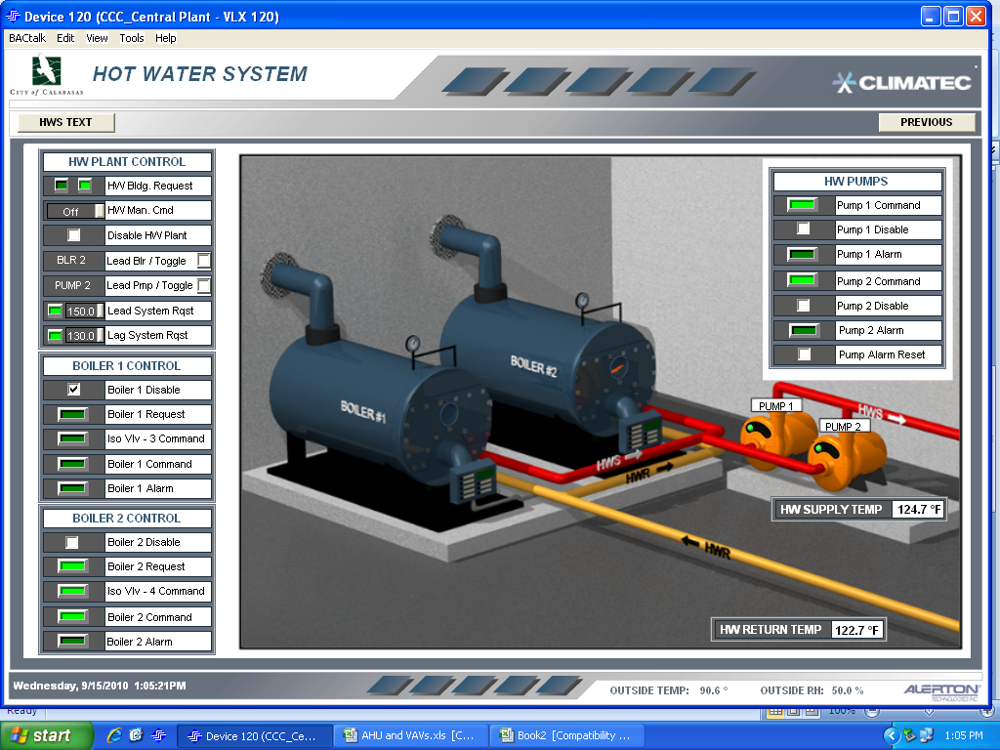 Device 120 (CCC_Central Plant - VLX 120)
BACtalk Edit View Tools Help
CITY of CALABASAS
HOT WATER SYSTEM
CLIMATEC
HWS TEXT
PREVIOUS
HW PLANT CONTROL
HW Bldg. Request
Off HW Man. Cmd
Disable HW Plant
BLR 2 Lead Blr / Toggle
PUMP 2 Lead Pmp / Toggle
150.0 Lead System Rqst
130.0 Lag System Rqst
BOILER 1 CONTROL
Boiler 1 Disable
Boiler 1 Request
Iso Vlv - 3 Command
Boiler 1 Command
Boiler 1 Alarm
BOILER 2 CONTROL
Boiler 2 Disable
Boiler 2 Request
Iso Vlv - 4 Command
Boiler 2 Command
Boiler 2 Alarm
BOILER #1
BOILER #2
HWS
HWR
HWR
HWS
PUMP 1
PUMP 2
HW PUMPS
Pump 1 Command
Pump 1 Disable
Pump 1 Alarm
Pump 2 Command
Pump 2 Disable
Pump 2 Alarm
Pump Alarm Reset
HW SUPPLY TEMP 124.7 °F
HW RETURN TEMP 122.7 °F
Wednesday, 9/15/2010 1:05:21PM
OUTSIDE TEMP: 90.6 °
OUTSIDE RH: 50.0 %
ALERTON
TECHNOLOGIES INC
Ready
100%
start
Device 120 (CCC_Ce...
AHU and VAVs.xls [C...
Book2 [Compatibility ...
1:05 PM